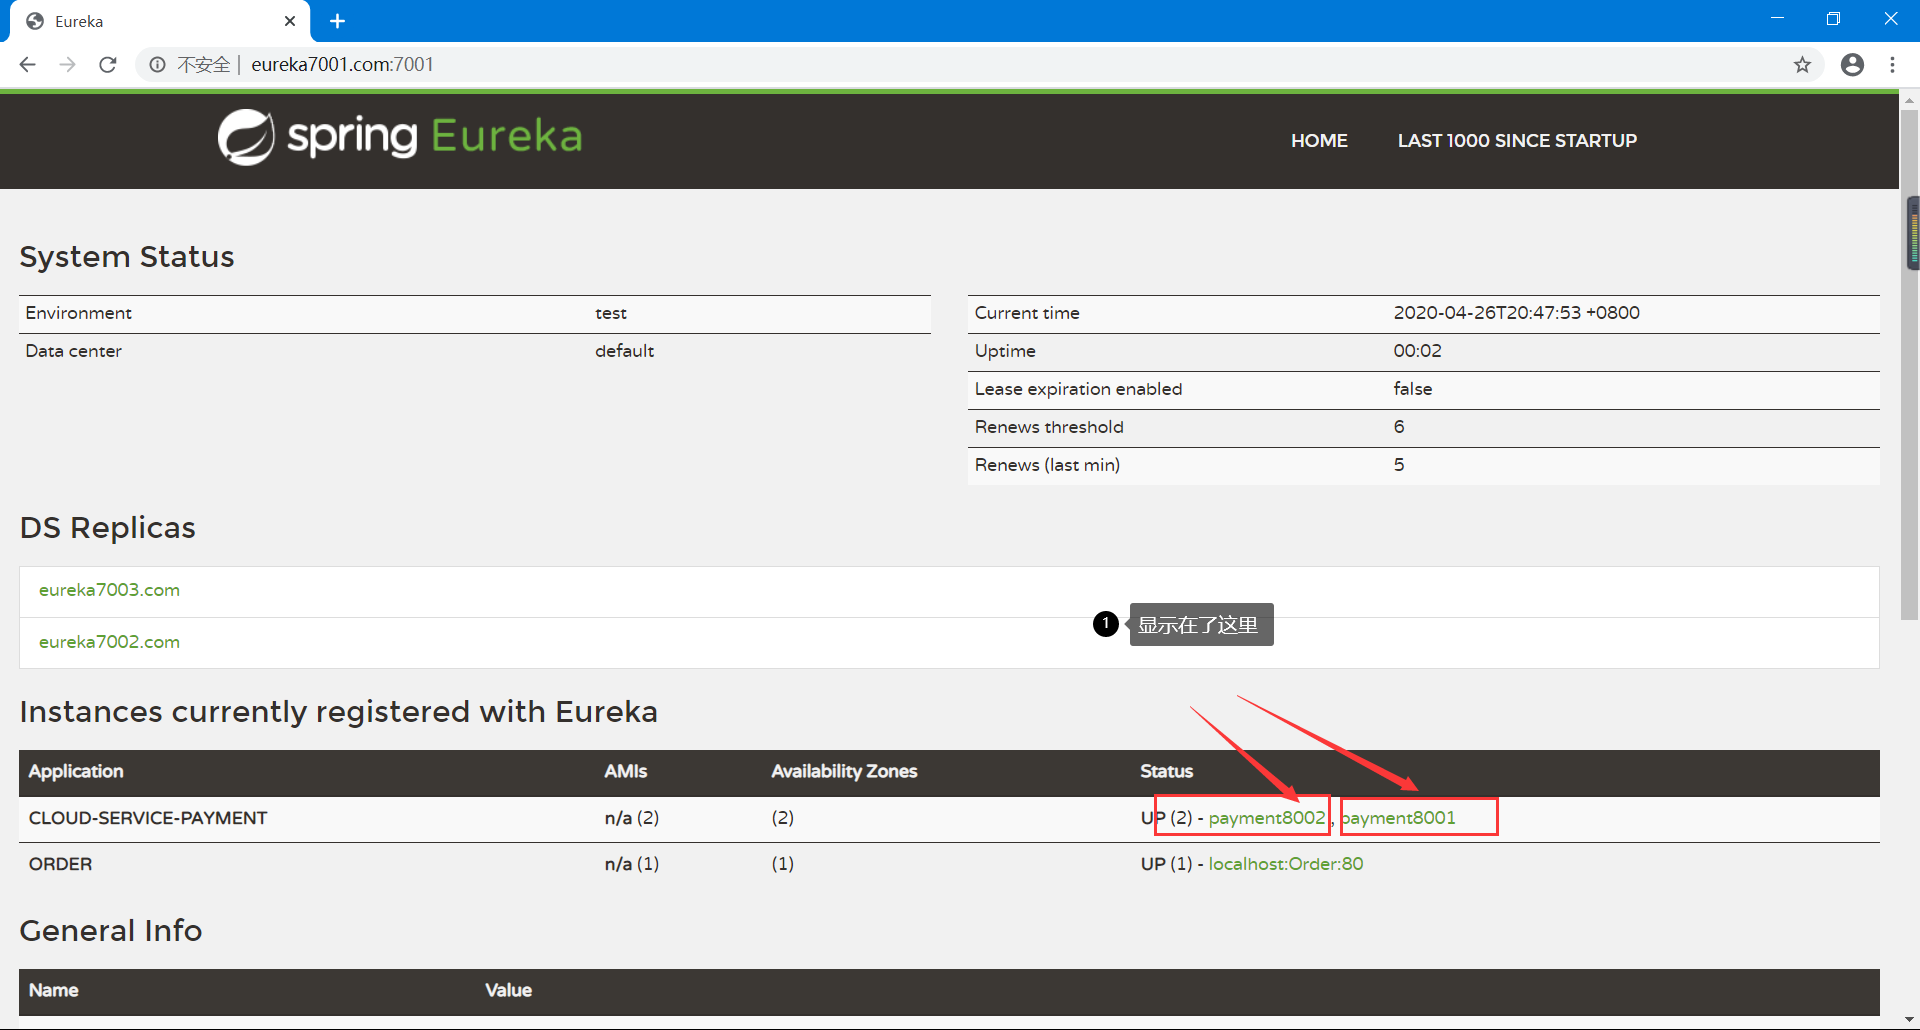 Eureka
不安全 | eureka7001.com:7001
spring Eureka
HOME LAST 1000 SINCE STARTUP
System Status
Environment test
Data center default
Current time 2020-04-26T20:47:53 +0800
Uptime 00:02
Lease expiration enabled false
Renews threshold 6
Renews (last min) 5
DS Replicas
eureka7003.com
1 显示在了这里
eureka7002.com
Instances currently registered with Eureka
Application AMIs Availability Zones Status
CLOUD-SERVICE-PAYMENT n/a (2) (2) UP (2) - payment8002 , payment8001
ORDER n/a (1) (1) UP (1) - localhost:Order:80
General Info
Name Value